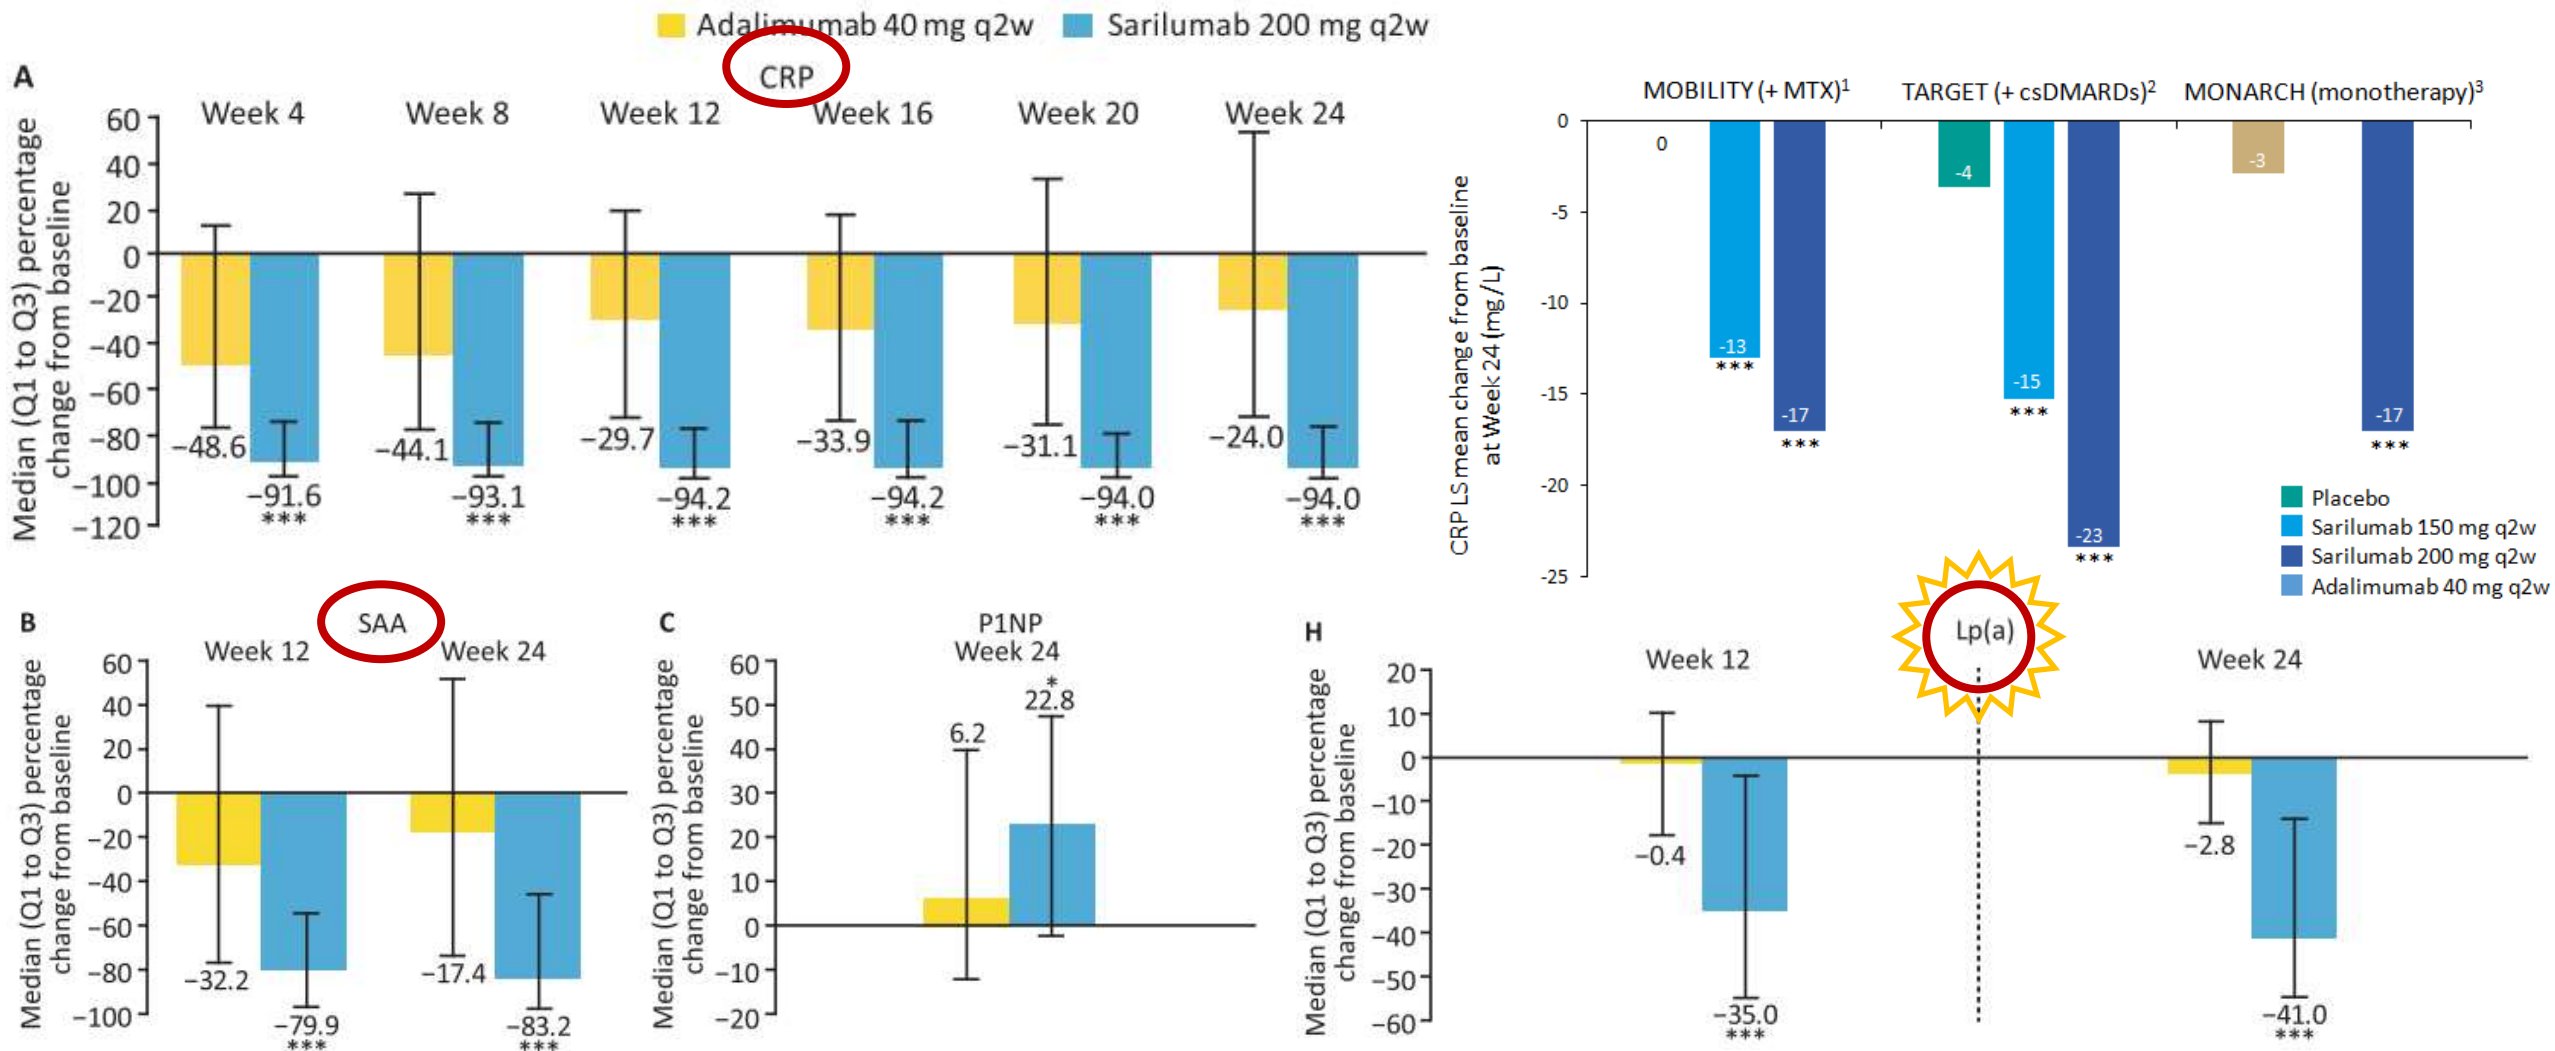 Adalimumab 40 mg q2w Sarilumab 200 mg q2w
A
CRP
Week 4 Week 8 Week 12 Week 16 Week 20 Week 24
Median (Q1 to Q3) percentage
change from baseline
60
40
20
0
−20
−40
−60
−80
−100
−120
−48.6 −44.1 −29.7 −33.9 −31.1 −24.0
−91.6 −93.1 −94.2 −94.2 −94.0 −94.0
*** *** *** *** *** ***
MOBILITY (+ MTX)1 TARGET (+ csDMARDs)2 MONARCH (monotherapy)3
CRP LS mean change from baseline
at Week 24 (mg/L)
0
-5
-10
-15
-20
-25
0 -13 -17 -4 -15 -23 -3 -17
*** *** *** *** ***
Placebo
Sarilumab 150 mg q2w
Sarilumab 200 mg q2w
Adalimumab 40 mg q2w
B
SAA
Week 12 Week 24
Median (Q1 to Q3) percentage
change from baseline
60
40
20
0
−20
−40
−60
−80
−100
−32.2 −17.4
−79.9 −83.2
*** ***
C
P1NP
Week 24
Median (Q1 to Q3) percentage
change from baseline
60
50
40
30
20
10
0
−10
−20
*
6.2 22.8
H
Lp(a)
Week 12 Week 24
Median (Q1 to Q3) percentage
change from baseline
20
10
0
−10
−20
−30
−40
−50
−60
−0.4 −2.8
−35.0 −41.0
*** ***